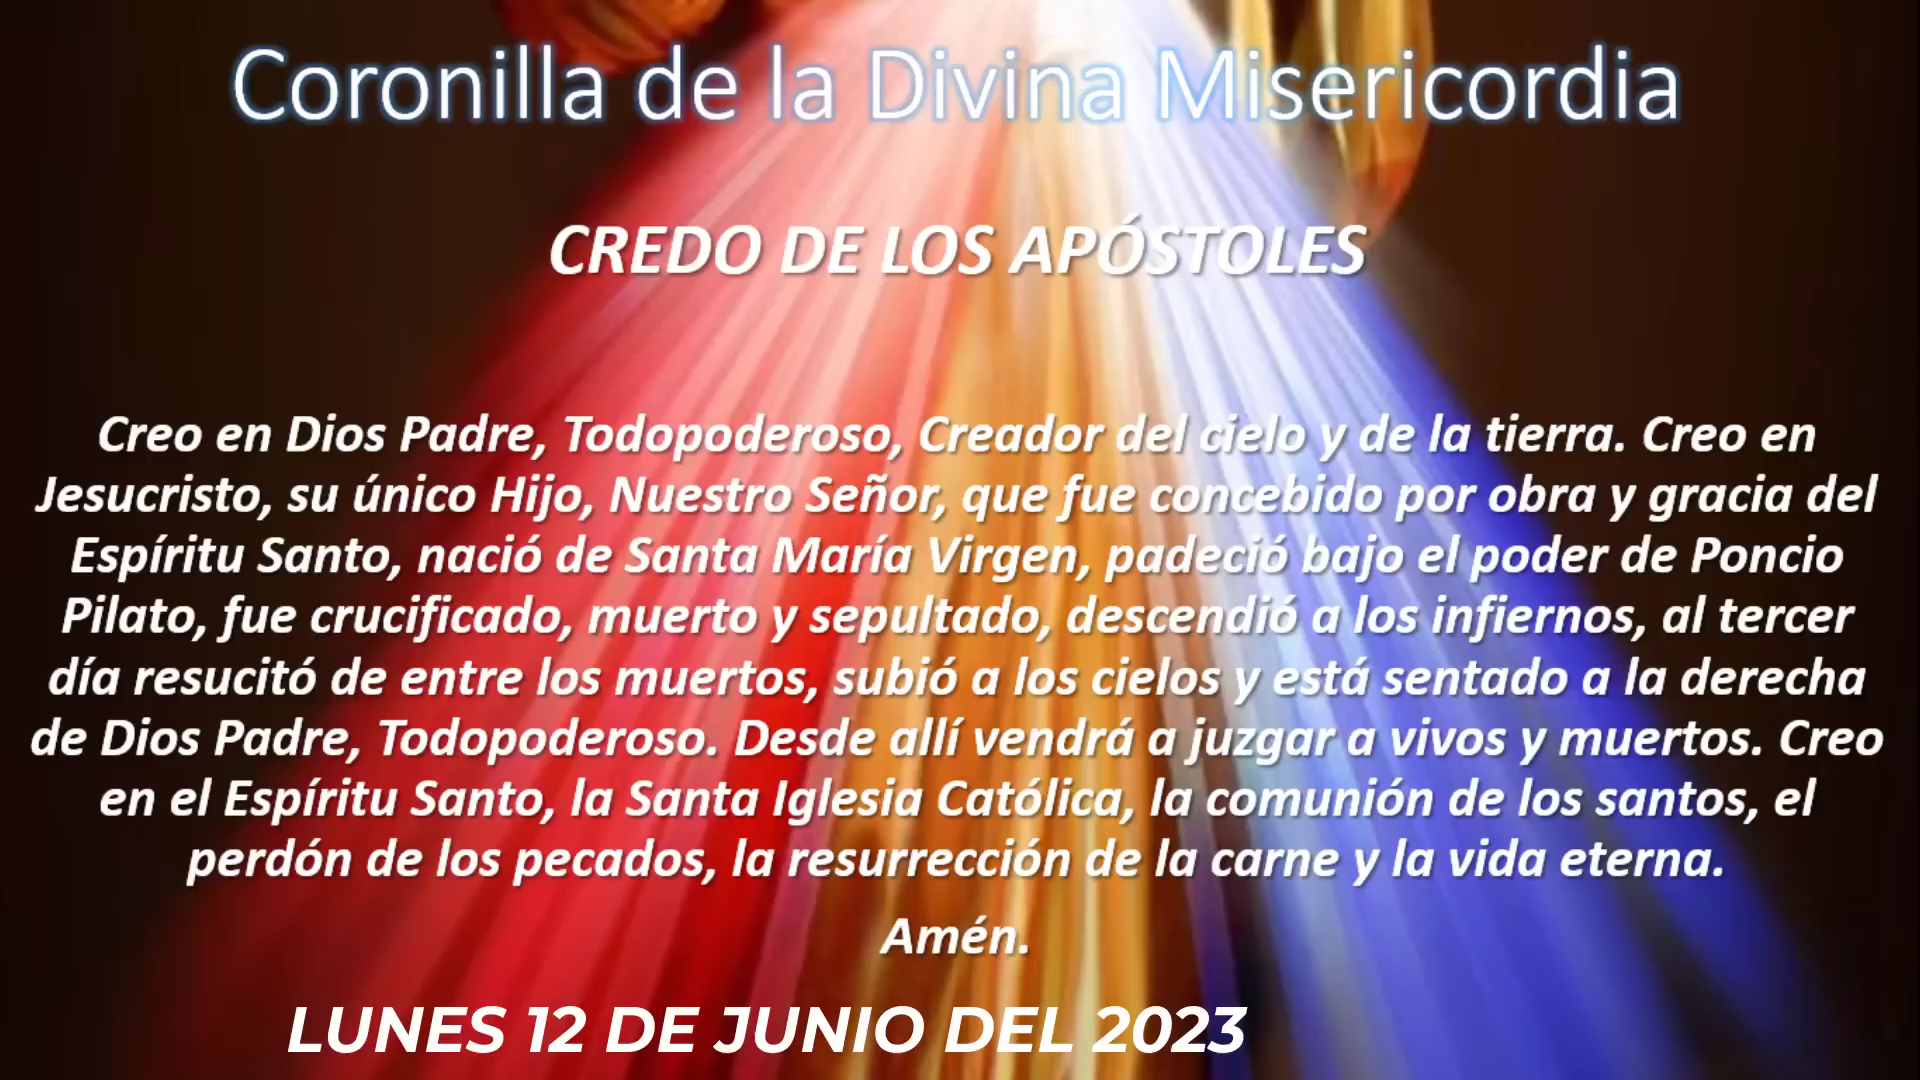 Coronilla de la Divina Misericordia
CREDO DE LOS APÓSTOLES
Creo en Dios Padre, Todopoderoso, Creador del cielo y de la tierra. Creo en
Jesucristo, su único Hijo, Nuestro Señor, que fue concebido por obra y gracia del
Espíritu Santo, nació de Santa María Virgen, padeció bajo el poder de Poncio
Pilato, fue crucificado, muerto y sepultado, descendió a los infiernos, al tercer
día resucitó de entre los muertos, subió a los cielos y está sentado a la derecha
de Dios Padre, Todopoderoso. Desde allí vendrá a juzgar a vivos y muertos. Creo
en el Espíritu Santo, la Santa Iglesia Católica, la comunión de los santos, el
perdón de los pecados, la resurrección de la carne y la vida eterna.
Amén.
LUNES 12 DE JUNIO DEL 2023